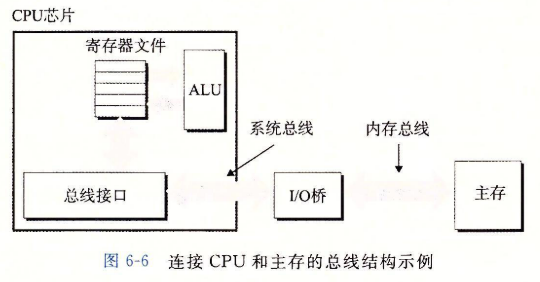 CPU芯片
寄存器文件
ALU
系统总线
内存总线
总线接口
I/O桥
主存
图 6-6 连接 CPU 和主存的总线结构示例